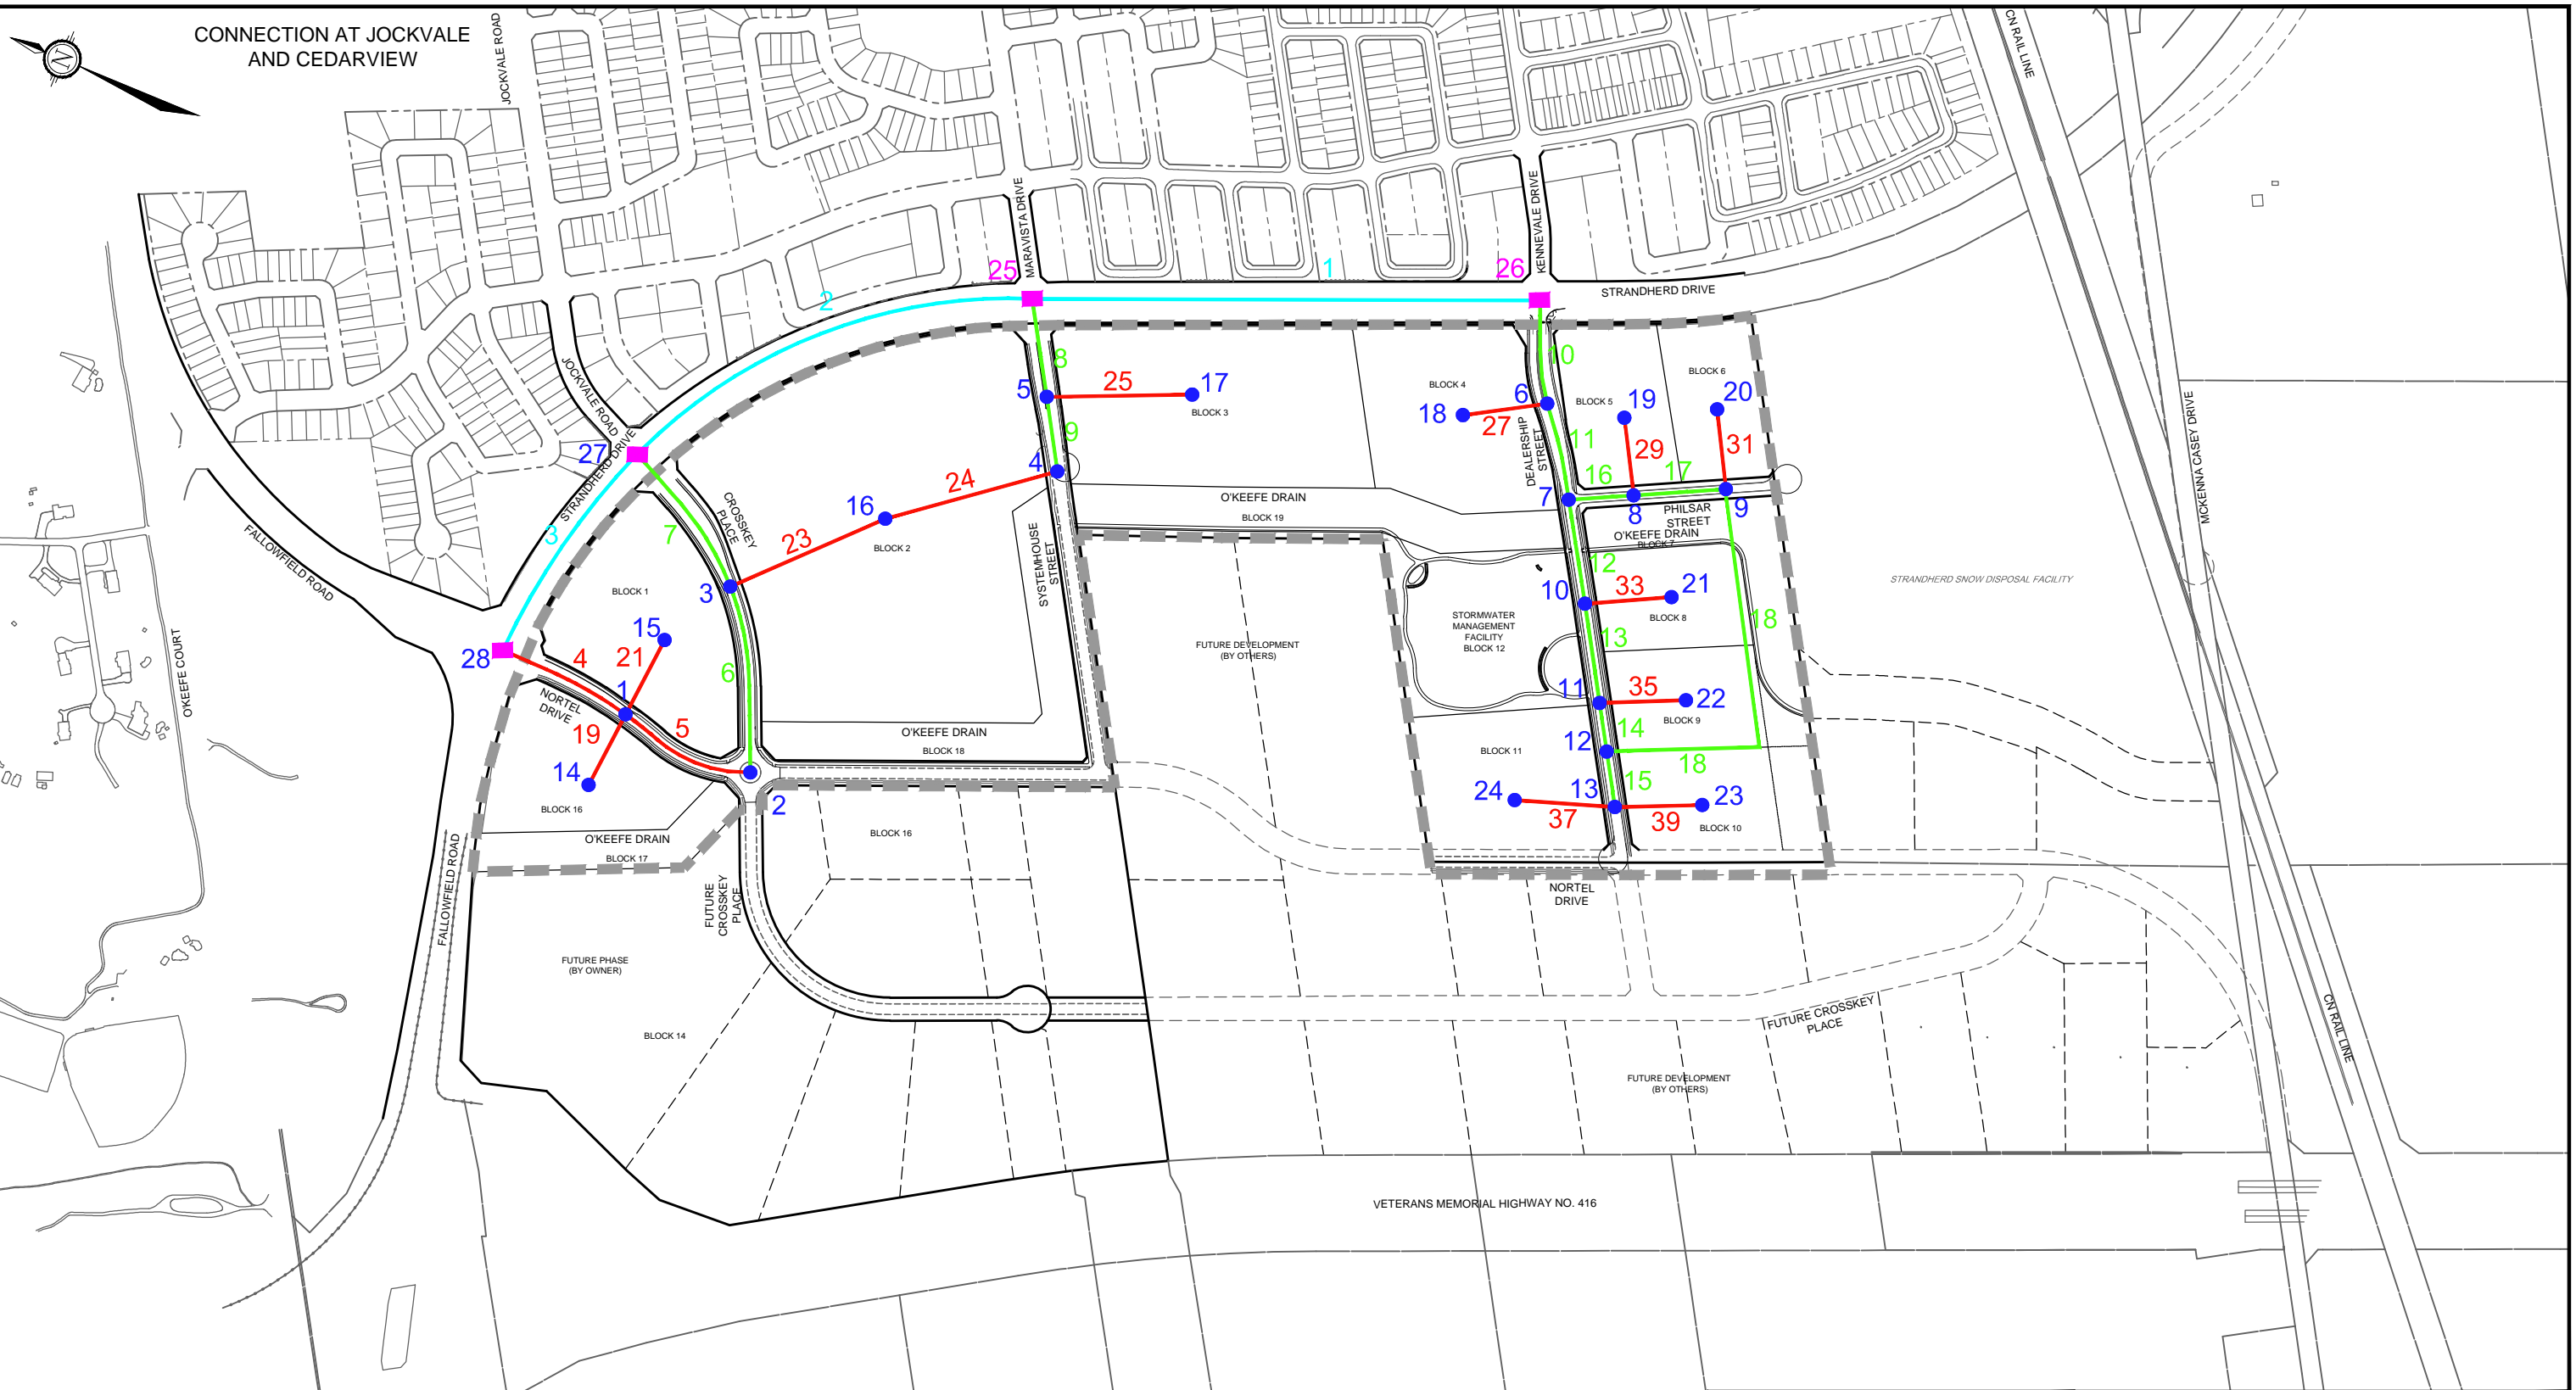 CONNECTION AT JOCKVALE
AND CEDARVIEW
N
JOCKVALE ROAD
CN RAIL LINE
MARAVISTA DRIVE
KENNEVALE DRIVE
25
1
26
2
STRANDHERD DRIVE
MCKENNA CASEY DRIVE
JOCKVALE ROAD
8
10
5
25
17
BLOCK 3
BLOCK 4
18
27
6
BLOCK 5
19
BLOCK 6
20
27
STRANDHERD DRIVE
3
9
4
24
DEALERSHIP
STREET
11
29
31
16
17
CROSSKEY
PLACE
7
16
23
BLOCK 2
O'KEEFE DRAIN
BLOCK 19
7
8
9
PHILSAR
STREET
O'KEEFE DRAIN
BLOCK 7
FALLOWFIELD ROAD
BLOCK 1
3
SYSTEMHOUSE
STREET
12
10
33
21
BLOCK 8
STRANDHERD SNOW DISPOSAL FACILITY
STORMWATER
MANAGEMENT
FACILITY
BLOCK 12
18
13
15
21
28
4
6
FUTURE DEVELOPMENT
(BY OTHERS)
O'KEEFE COURT
NORTEL
DRIVE
1
5
19
11
35
22
BLOCK 9
O'KEEFE DRAIN
BLOCK 18
BLOCK 11
14
12
18
14
BLOCK 16
2
24
37
13
15
39
23
BLOCK 10
O'KEEFE DRAIN
BLOCK 17
BLOCK 16
FALLOWFIELD ROAD
FUTURE
CROSSKEY
PLACE
NORTEL
DRIVE
FUTURE PHASE
(BY OWNER)
BLOCK 14
FUTURE CROSSKEY
PLACE
CN RAIL LINE
FUTURE DEVELOPMENT
(BY OTHERS)
VETERANS MEMORIAL HIGHWAY NO. 416